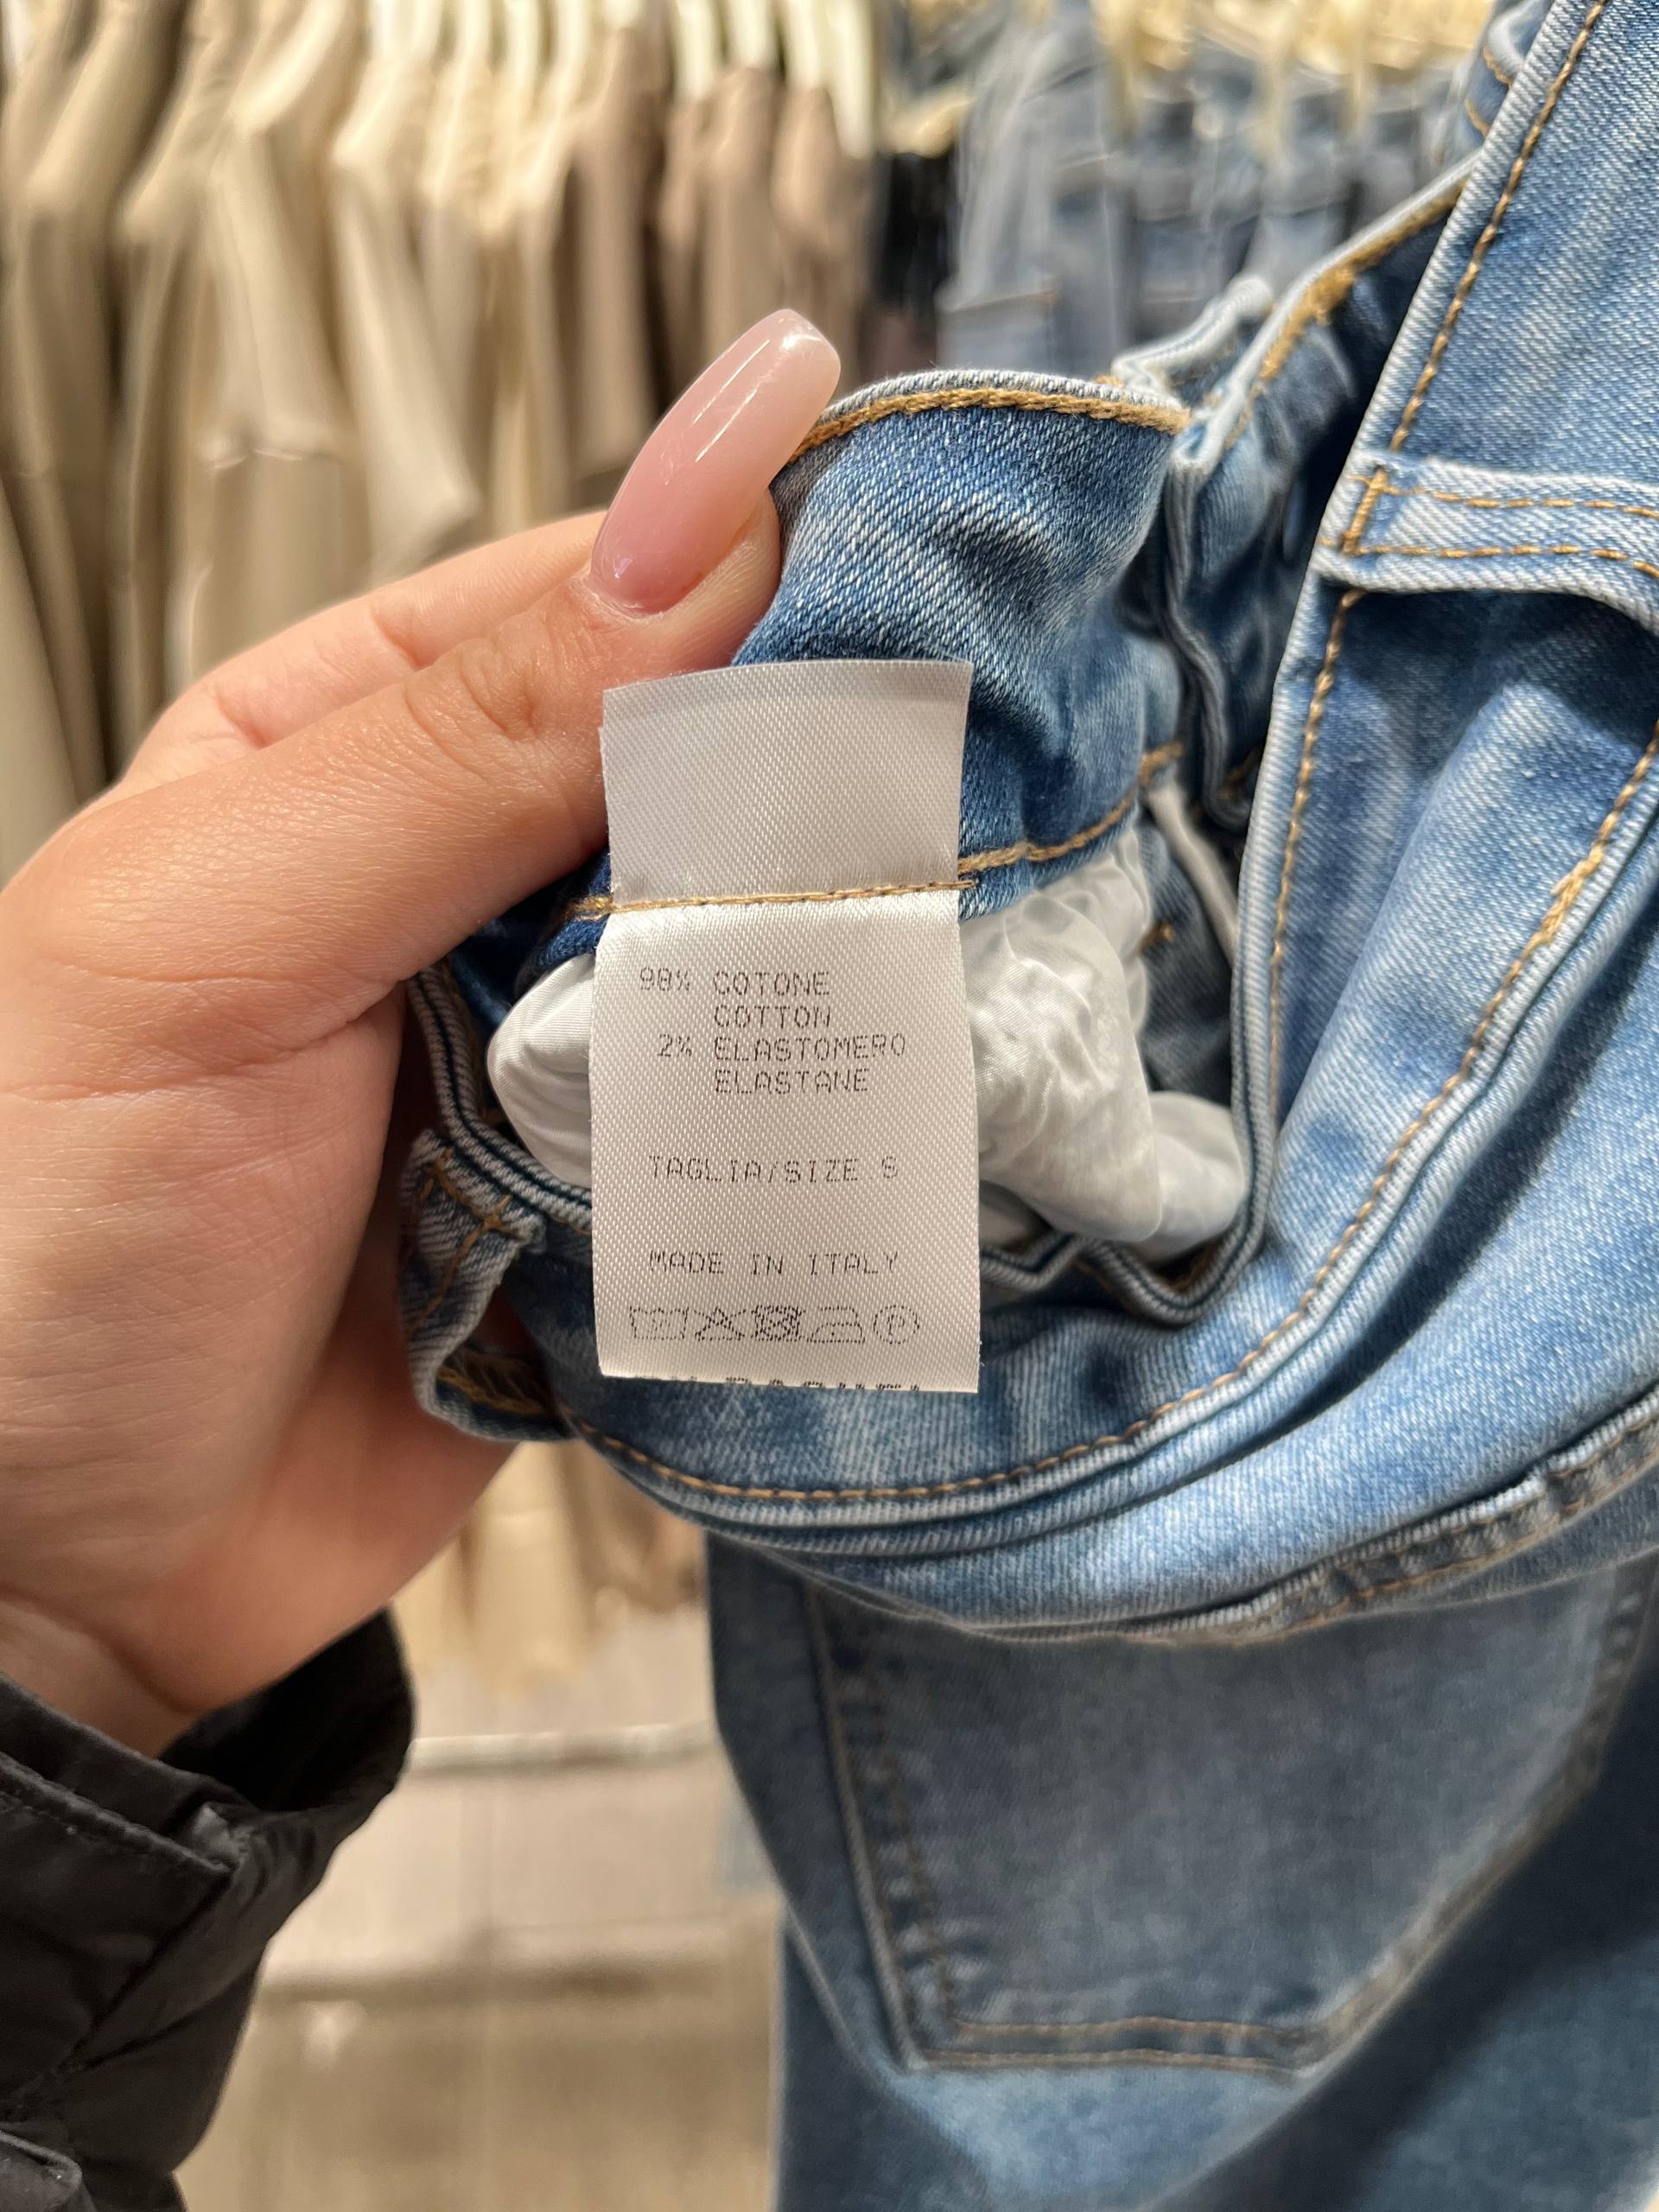 98% COTONE
COTTON
2% ELASTOMERO
ELASTANE
TAGLIA/SIZE S
MADE IN ITALY
P